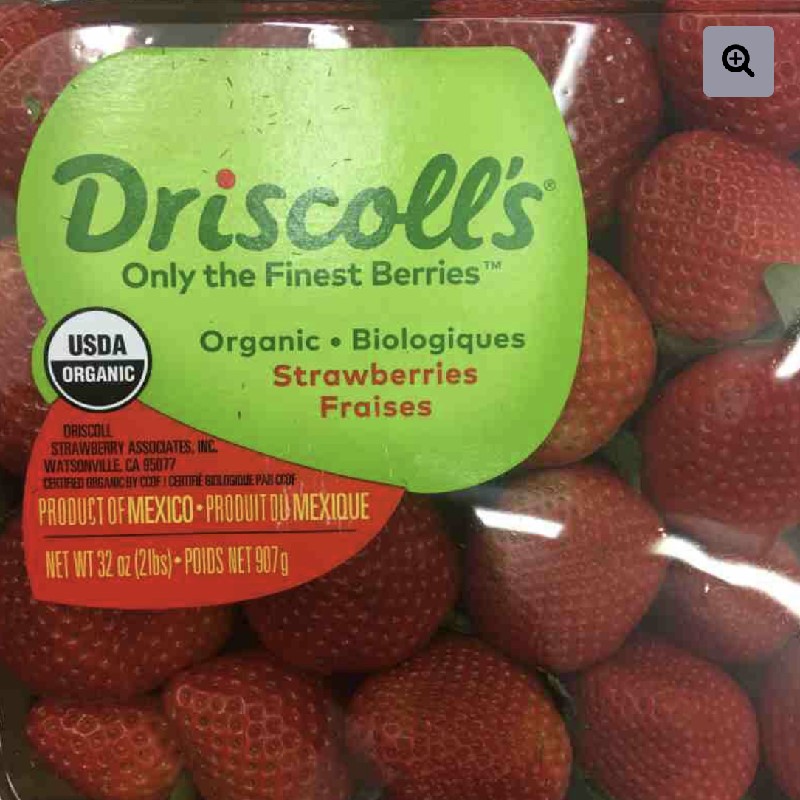 Driscoll's®
Only the Finest Berries™
Organic • Biologiques
Strawberries
Fraises
USDA
ORGANIC
DRISCOLL
STRAWBERRY ASSOCIATES, INC.
WATSONVILLE, CA 95077
CERTIFIED ORGANIC BY CCOF / CERTIFIÉ BIOLOGIQUE PAR CCOF
PRODUCT OF MEXICO • PRODUIT DU MEXIQUE
NET WT 32 oz (2lbs) • POIDS NET 907g